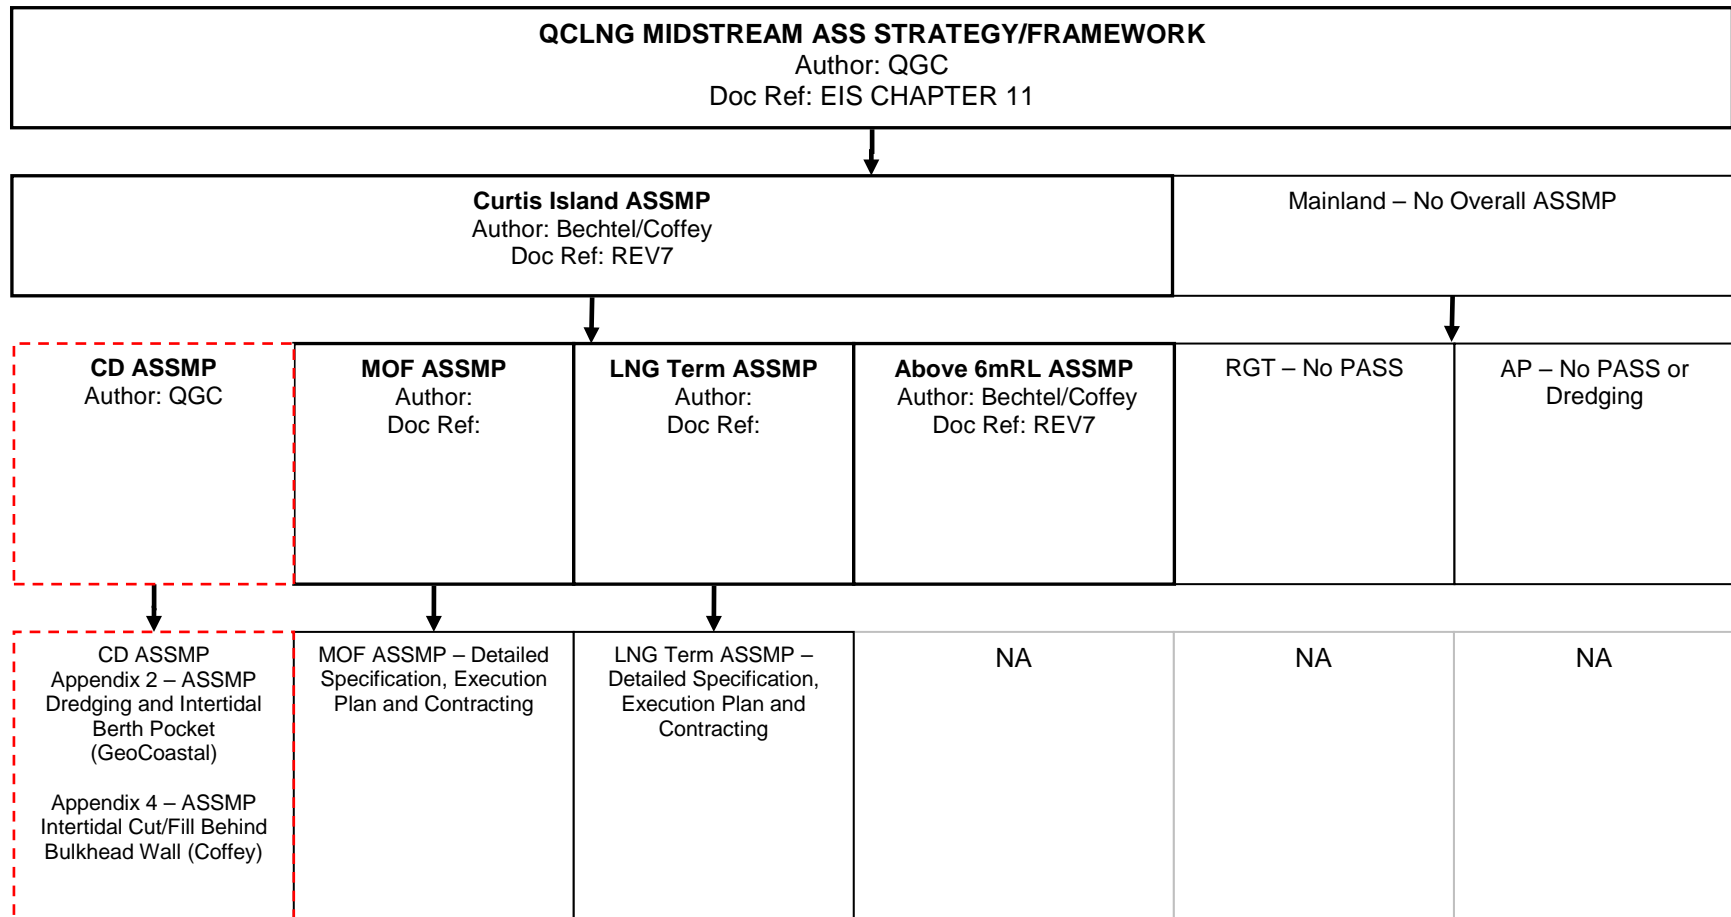 QCLNG MIDSTREAM ASS STRATEGY/FRAMEWORK
Author: QGC
Doc Ref: EIS CHAPTER 11
Curtis Island ASSMP
Author: Bechtel/Coffey
Doc Ref: REV7
Mainland – No Overall ASSMP
CD ASSMP
Author: QGC
MOF ASSMP
Author:
Doc Ref:
LNG Term ASSMP
Author:
Doc Ref:
Above 6mRL ASSMP
Author: Bechtel/Coffey
Doc Ref: REV7
RGT – No PASS
AP – No PASS or
Dredging
CD ASSMP
Appendix 2 – ASSMP
Dredging and Intertidal
Berth Pocket
(GeoCoastal)
Appendix 4 – ASSMP
Intertidal Cut/Fill Behind
Bulkhead Wall (Coffey)
MOF ASSMP – Detailed
Specification, Execution
Plan and Contracting
LNG Term ASSMP –
Detailed Specification,
Execution Plan and
Contracting
NA
NA
NA